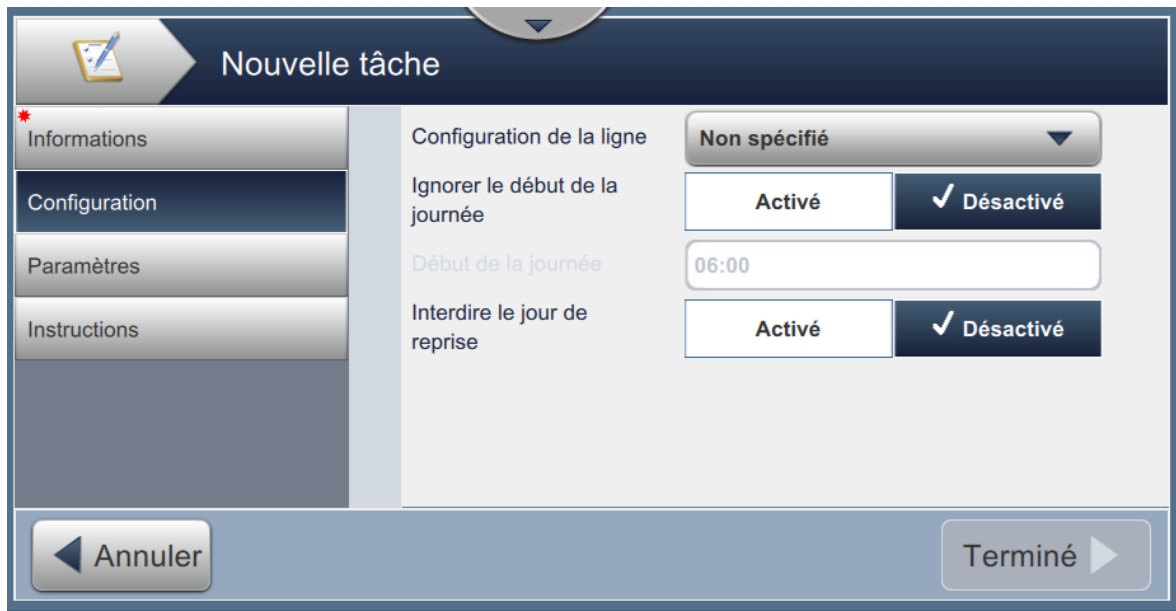 Nouvelle tâche
Informations
Configuration
Paramètres
Instructions
Configuration de la ligne
Non spécifié
Ignorer le début de la
journée
Activé
Désactivé
Début de la journée
06:00
Interdire le jour de
reprise
Activé
Désactivé
Annuler
Terminé